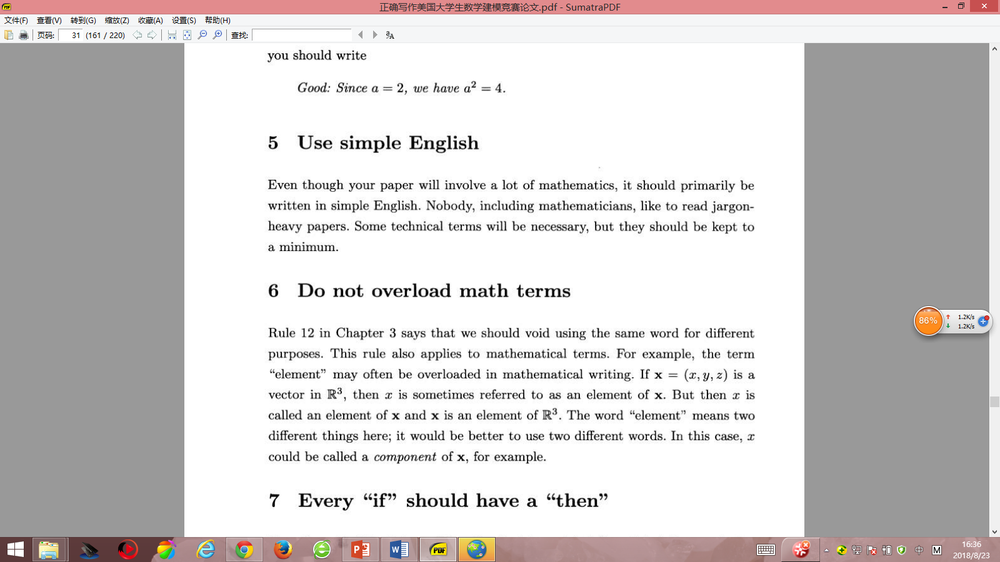 正确写作美国大学生数学建模竞赛论文.pdf - SumatraPDF
文件(F) 查看(V) 转到(G) 缩放(Z) 收藏(A) 设置(S) 帮助(H)
页码: 31 (161 / 220) 查找:
you should write
Good: Since a = 2, we have a² = 4.
5 Use simple English
Even though your paper will involve a lot of mathematics, it should primarily be
written in simple English. Nobody, including mathematicians, like to read jargon-
heavy papers. Some technical terms will be necessary, but they should be kept to
a minimum.
6 Do not overload math terms
Rule 12 in Chapter 3 says that we should void using the same word for different
purposes. This rule also applies to mathematical terms. For example, the term
“element” may often be overloaded in mathematical writing. If x = (x, y, z) is a
vector in ℝ³, then x is sometimes referred to as an element of x. But then x is
called an element of x and x is an element of ℝ³. The word “element” means two
different things here; it would be better to use two different words. In this case, x
could be called a component of x, for example.
7 Every “if” should have a “then”
86%
1.2K/s
1.2K/s
中 M
16:36
2018/8/23